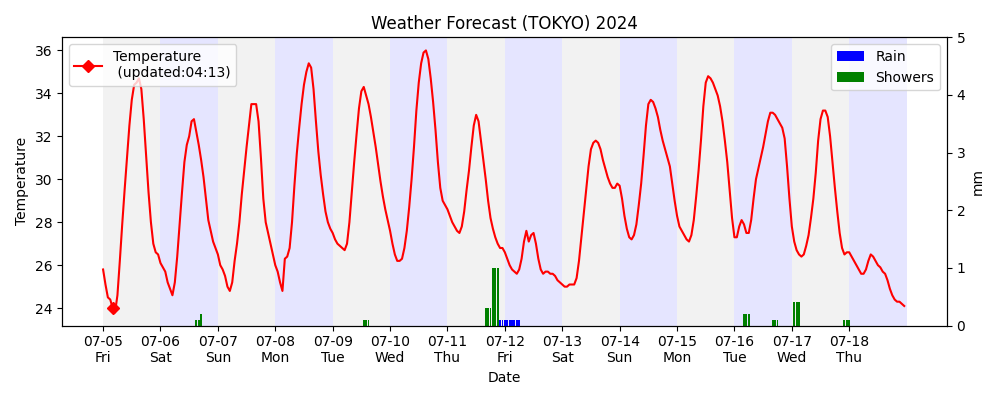 Weather Forecast (TOKYO) 2024
Temperature
(updated:04:13)
Rain
Showers
Temperature
36
34
32
30
28
26
24
5
4
3
2
1
0
mm
07-05 07-06 07-07 07-08 07-09 07-10 07-11 07-12 07-13 07-14 07-15 07-16 07-17 07-18
Fri Sat Sun Mon Tue Wed Thu Fri Sat Sun Mon Tue Wed Thu
Date